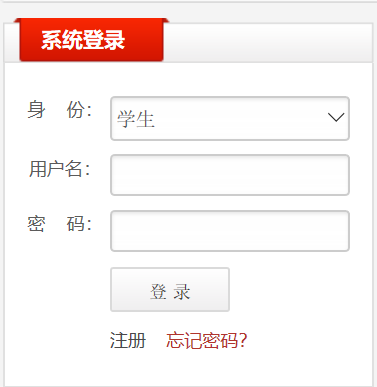 系统登录
身 份： 学生
用户名：
密 码：
登 录
注册 忘记密码？